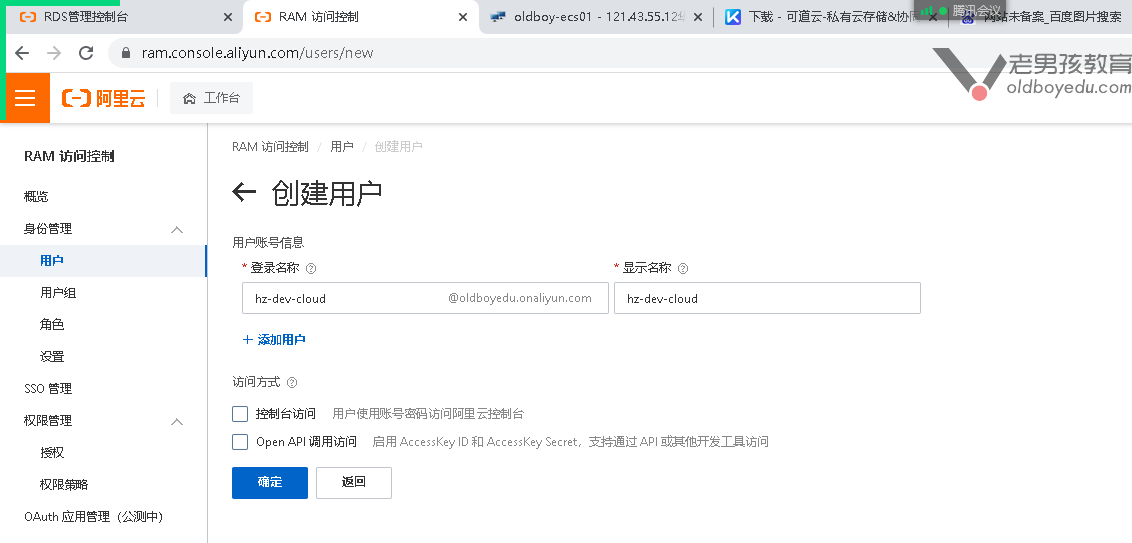 RDS管理控制台
RAM 访问控制
oldboy-ecs01 - 121.43.55.12
下载 - 可道云-私有云存储&协
腾讯会议
网站未备案_百度图片搜索
ram.console.aliyun.com/users/new
老男孩教育
oldboyedu.com
阿里云
工作台
RAM 访问控制
概览
身份管理
用户
用户组
角色
设置
SSO 管理
权限管理
授权
权限策略
OAuth 应用管理（公测中）
RAM 访问控制 / 用户 / 创建用户
创建用户
用户账号信息
* 登录名称 * 显示名称
hz-dev-cloud @oldboyedu.onaliyun.com hz-dev-cloud
+ 添加用户
访问方式
控制台访问 用户使用账号密码访问阿里云控制台
Open API 调用访问 启用 AccessKey ID 和 AccessKey Secret，支持通过 API 或其他开发工具访问
确定 返回